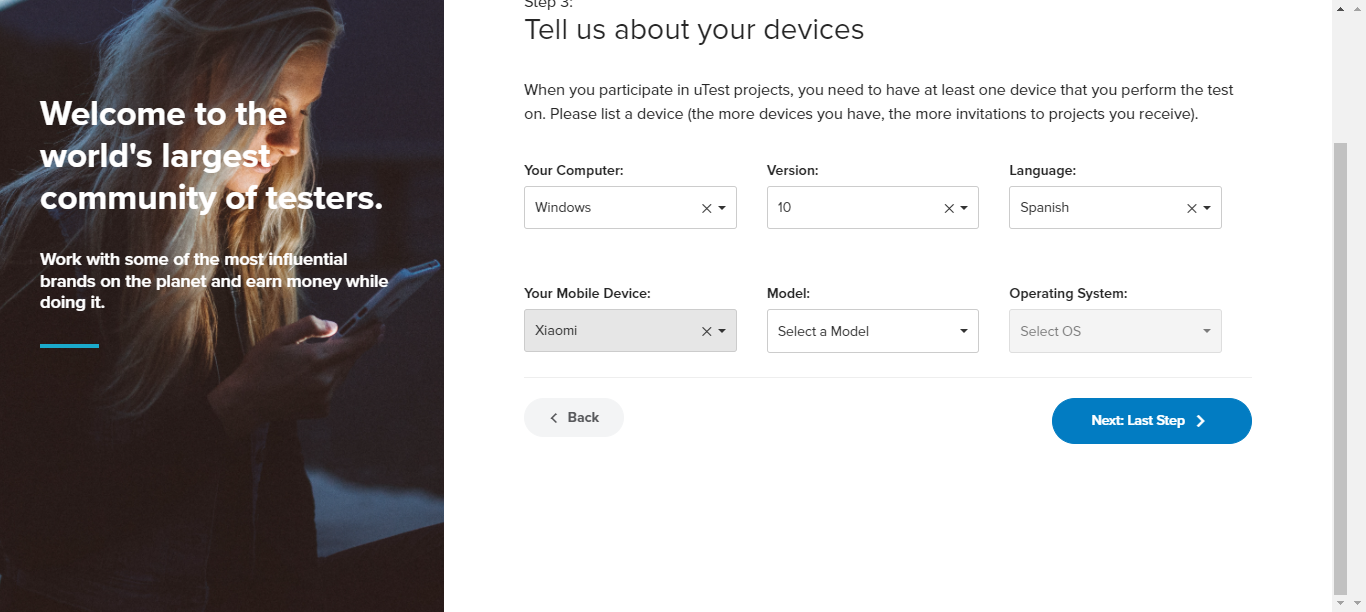 Welcome to the
world's largest
community of testers.
Work with some of the most influential
brands on the planet and earn money while
doing it.
Step 3:
Tell us about your devices
When you participate in uTest projects, you need to have at least one device that you perform the test
on. Please list a device (the more devices you have, the more invitations to projects you receive).
Your Computer: Version: Language:
Windows 10 Spanish
Your Mobile Device: Model: Operating System:
Xiaomi Select a Model Select OS
Back Next: Last Step